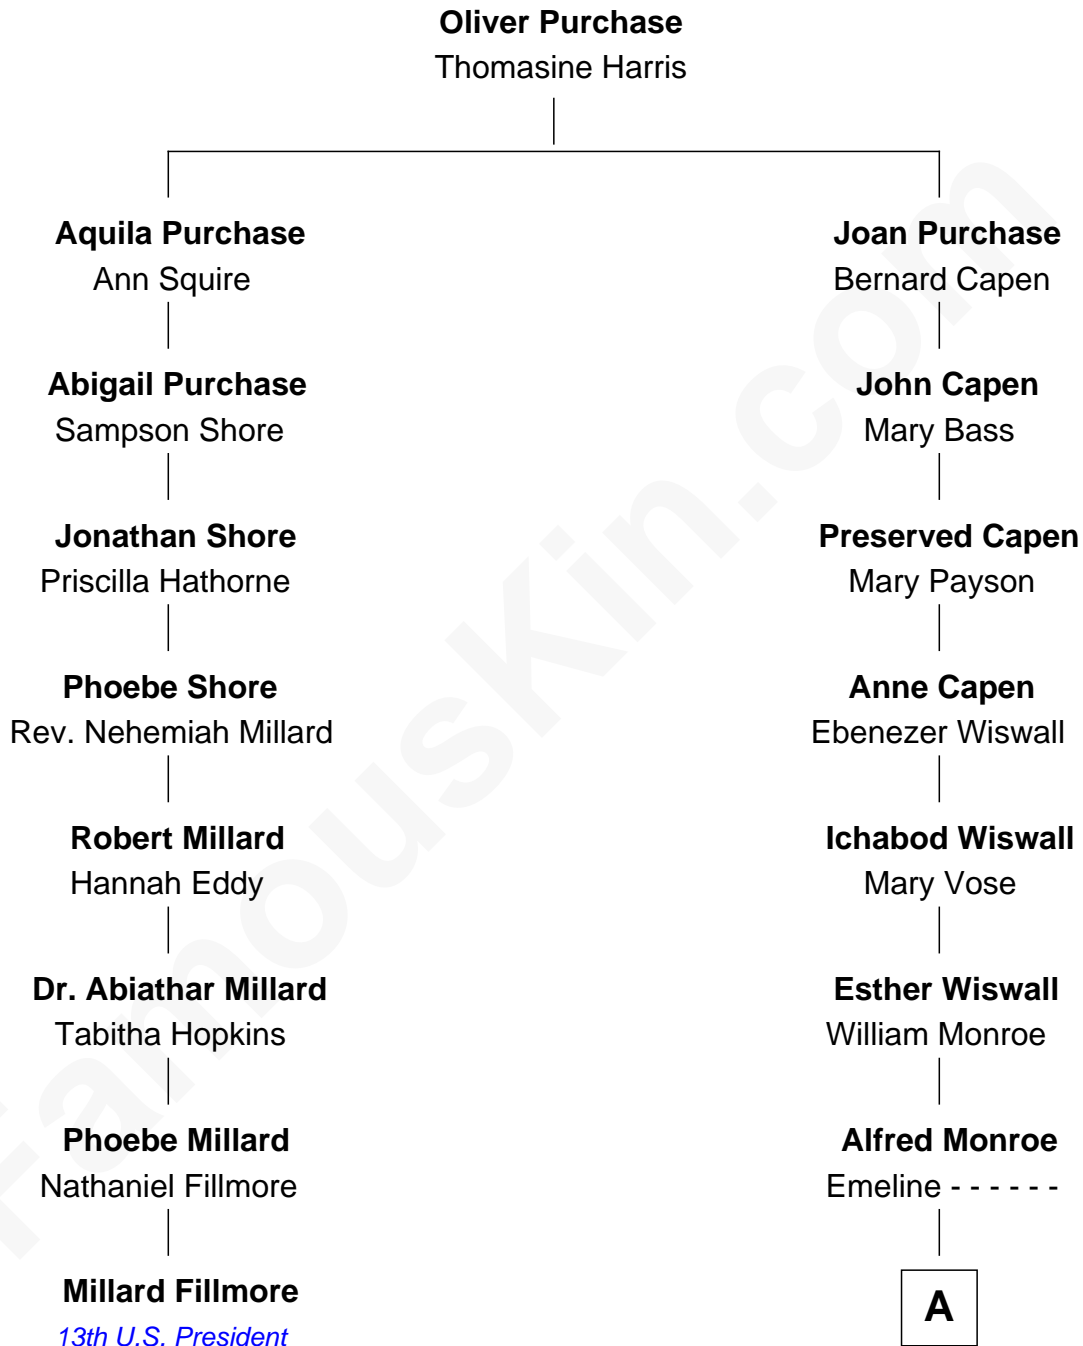 Oliver Purchase
Thomasine Harris
Aquila Purchase
Ann Squire
Abigail Purchase
Sampson Shore
Jonathan Shore
Priscilla Hathorne
Phoebe Shore
Rev. Nehemiah Millard
Robert Millard
Hannah Eddy
Dr. Abiathar Millard
Tabitha Hopkins
Phoebe Millard
Nathaniel Fillmore
Millard Fillmore
13th U.S. President
Joan Purchase
Bernard Capen
John Capen
Mary Bass
Preserved Capen
Mary Payson
Anne Capen
Ebenezer Wiswall
Ichabod Wiswall
Mary Vose
Esther Wiswall
William Monroe
Alfred Monroe
Emeline - - - - - -
A
FamousKin.com